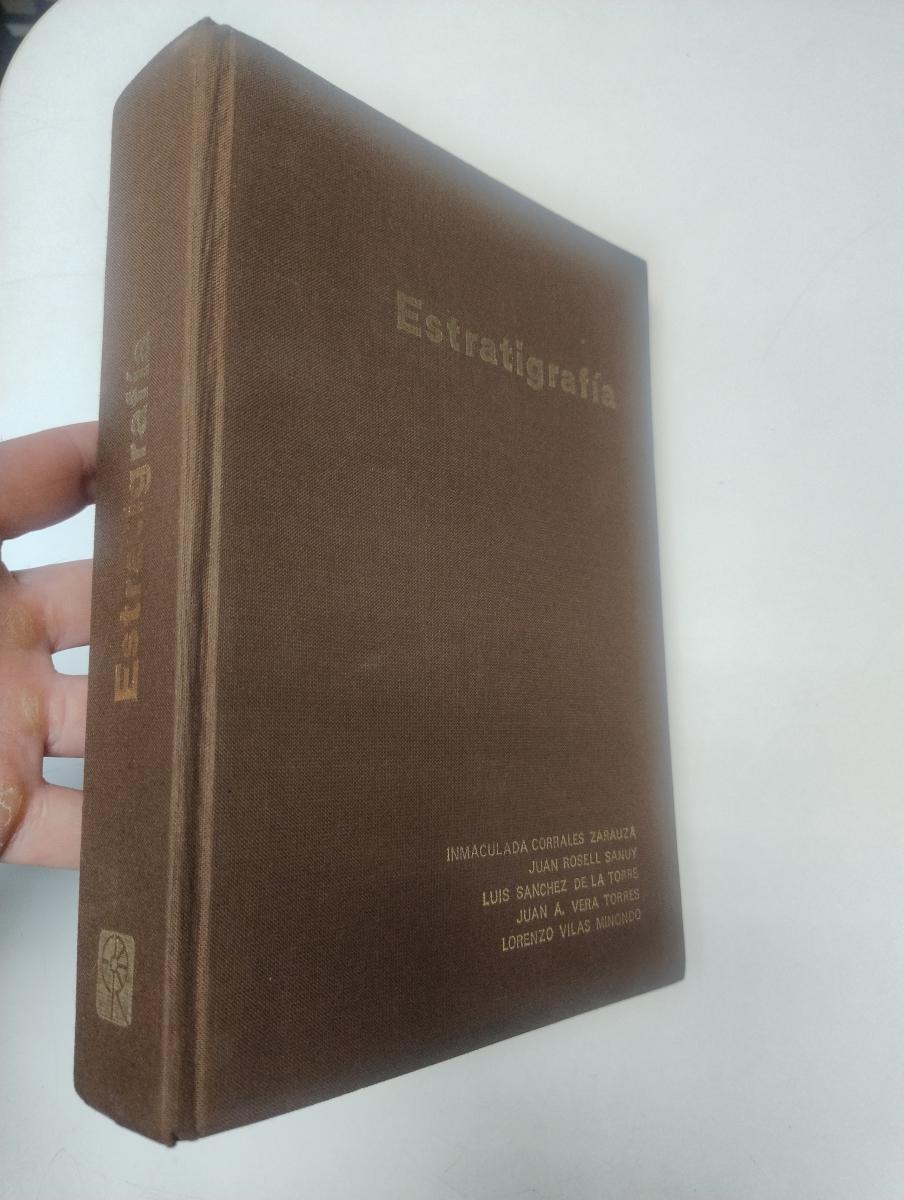 Estratigrafía
Estratigrafía
INMACULADA CORRALES ZARAUZA
JUAN ROSELL SANUY
LUIS SANCHEZ DE LA TORRE
JUAN A. VERA TORRES
LORENZO VILAS MINONDO